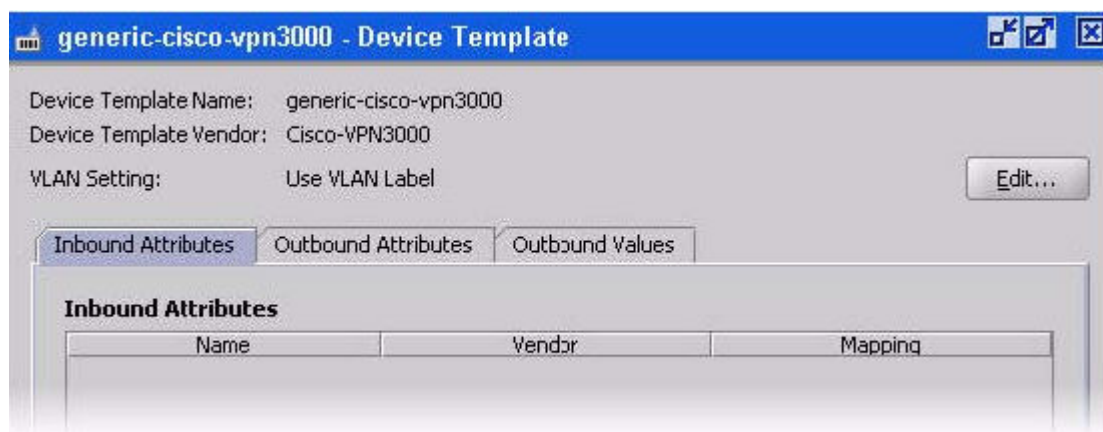 generic-cisco-vpn3000 - Device Template
Device Template Name: generic-cisco-vpn3000
Device Template Vendor: Cisco-VPN3000
VLAN Setting: Use VLAN Label
Edit...
Inbound Attributes Outbound Attributes Outbound Values
Inbound Attributes
Name Vendor Mapping